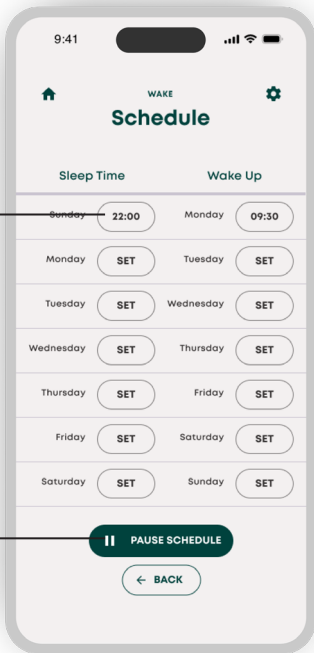 9:41
WAKE
Schedule
Sleep Time Wake Up
Sunday 22:00 Monday 09:30
Monday SET Tuesday SET
Tuesday SET Wednesday SET
Wednesday SET Thursday SET
Thursday SET Friday SET
Friday SET Saturday SET
Saturday SET Sunday SET
PAUSE SCHEDULE
← BACK